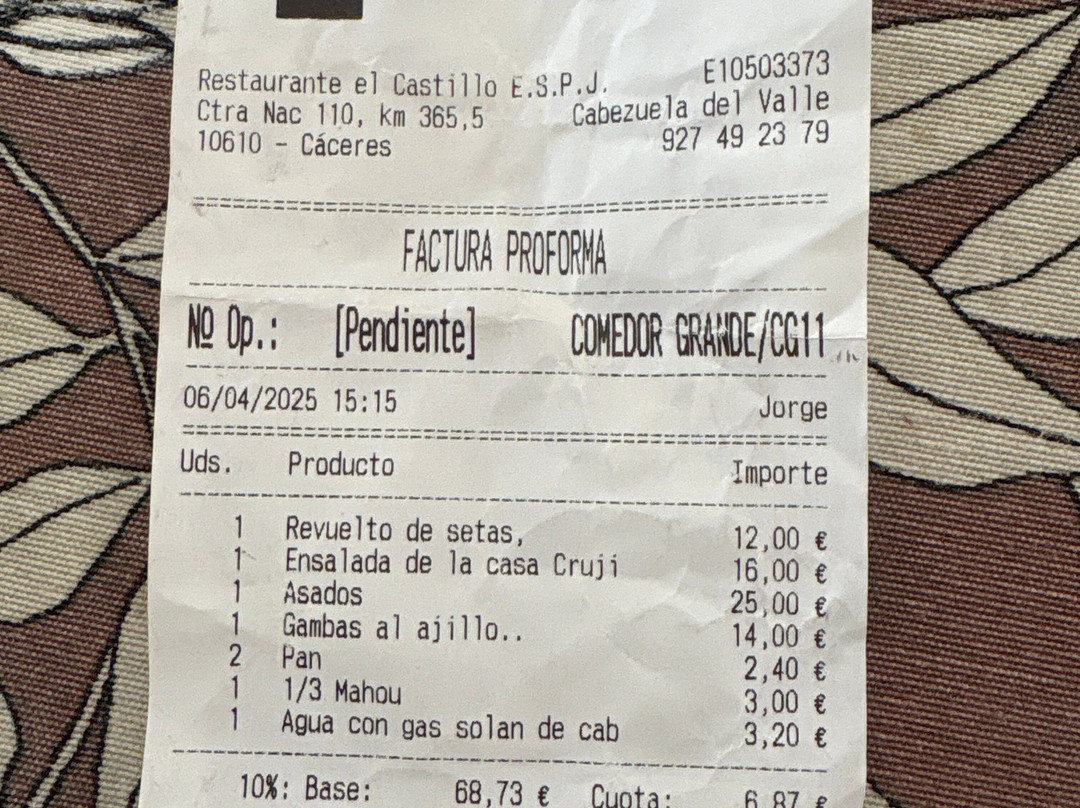 Restaurante el Castillo E.S.P.J. E10503373
Ctra Nac 110, km 365,5 Cabezuela del Valle
10610 - Cáceres 927 49 23 79
FACTURA PROFORMA
Nº Op.: [Pendiente] COMEDOR GRANDE/CG11
06/04/2025 15:15 Jorge
Uds. Producto Importe
1 Revuelto de setas, 12,00 €
1 Ensalada de la casa Cruji 16,00 €
1 Asados 25,00 €
1 Gambas al ajillo.. 14,00 €
2 Pan 2,40 €
1 1/3 Mahou 3,00 €
1 Agua con gas solan de cab 3,20 €
10%: Base: 68,73 € Cuota: 6,87 €